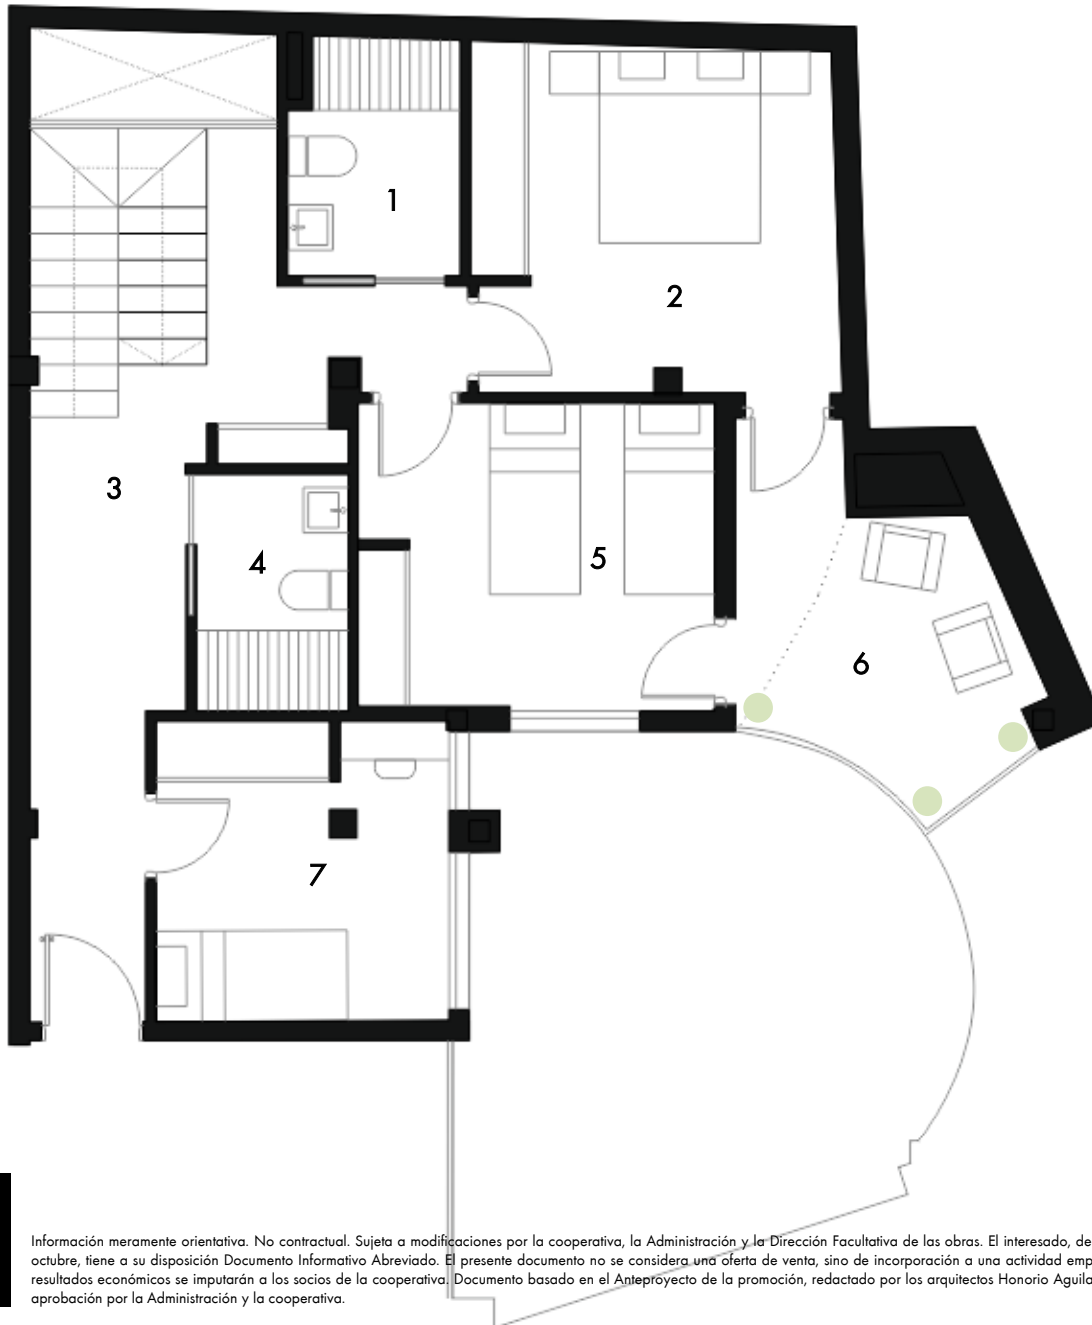 1
2
3
4
5
6
7
Información meramente orientativa. No contractual. Sujeta a modificaciones por la cooperativa, la Administración y la Dirección Facultativa de las obras. El interesado, de
octubre, tiene a su disposición Documento Informativo Abreviado. El presente documento no se considera una oferta de venta, sino de incorporación a una actividad
resultados económicos se imputarán a los socios de la cooperativa. Documento basado en el Anteproyecto de la promoción, redactado por los arquitectos Honorio
aprobación por la Administración y la cooperativa.